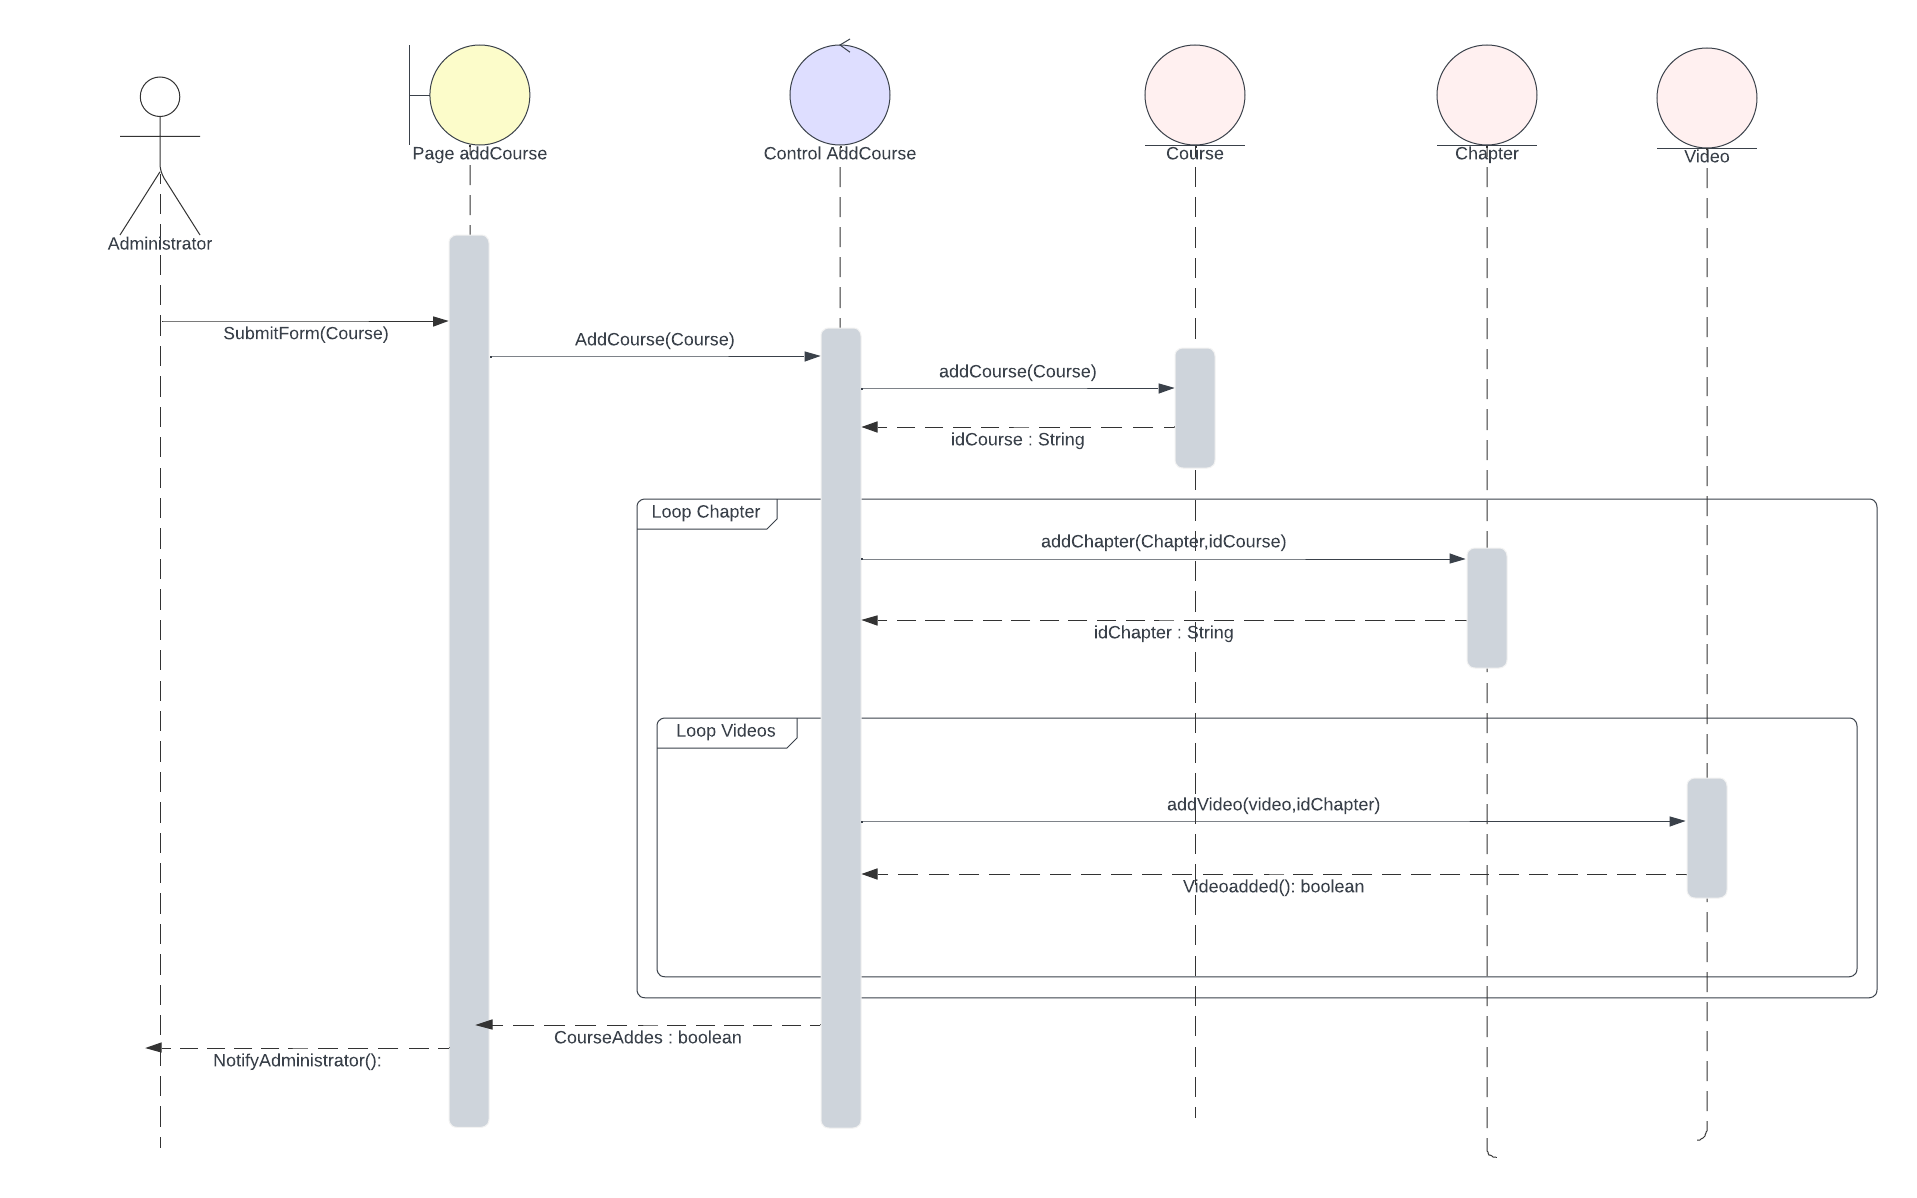 Page addCourse
Control AddCourse
Course
Chapter
Video
Administrator
SubmitForm(Course)
AddCourse(Course)
addCourse(Course)
idCourse : String
Loop Chapter
addChapter(Chapter,idCourse)
idChapter : String
Loop Videos
addVideo(video,idChapter)
Videoadded(): boolean
CourseAddes : boolean
NotifyAdministrator():